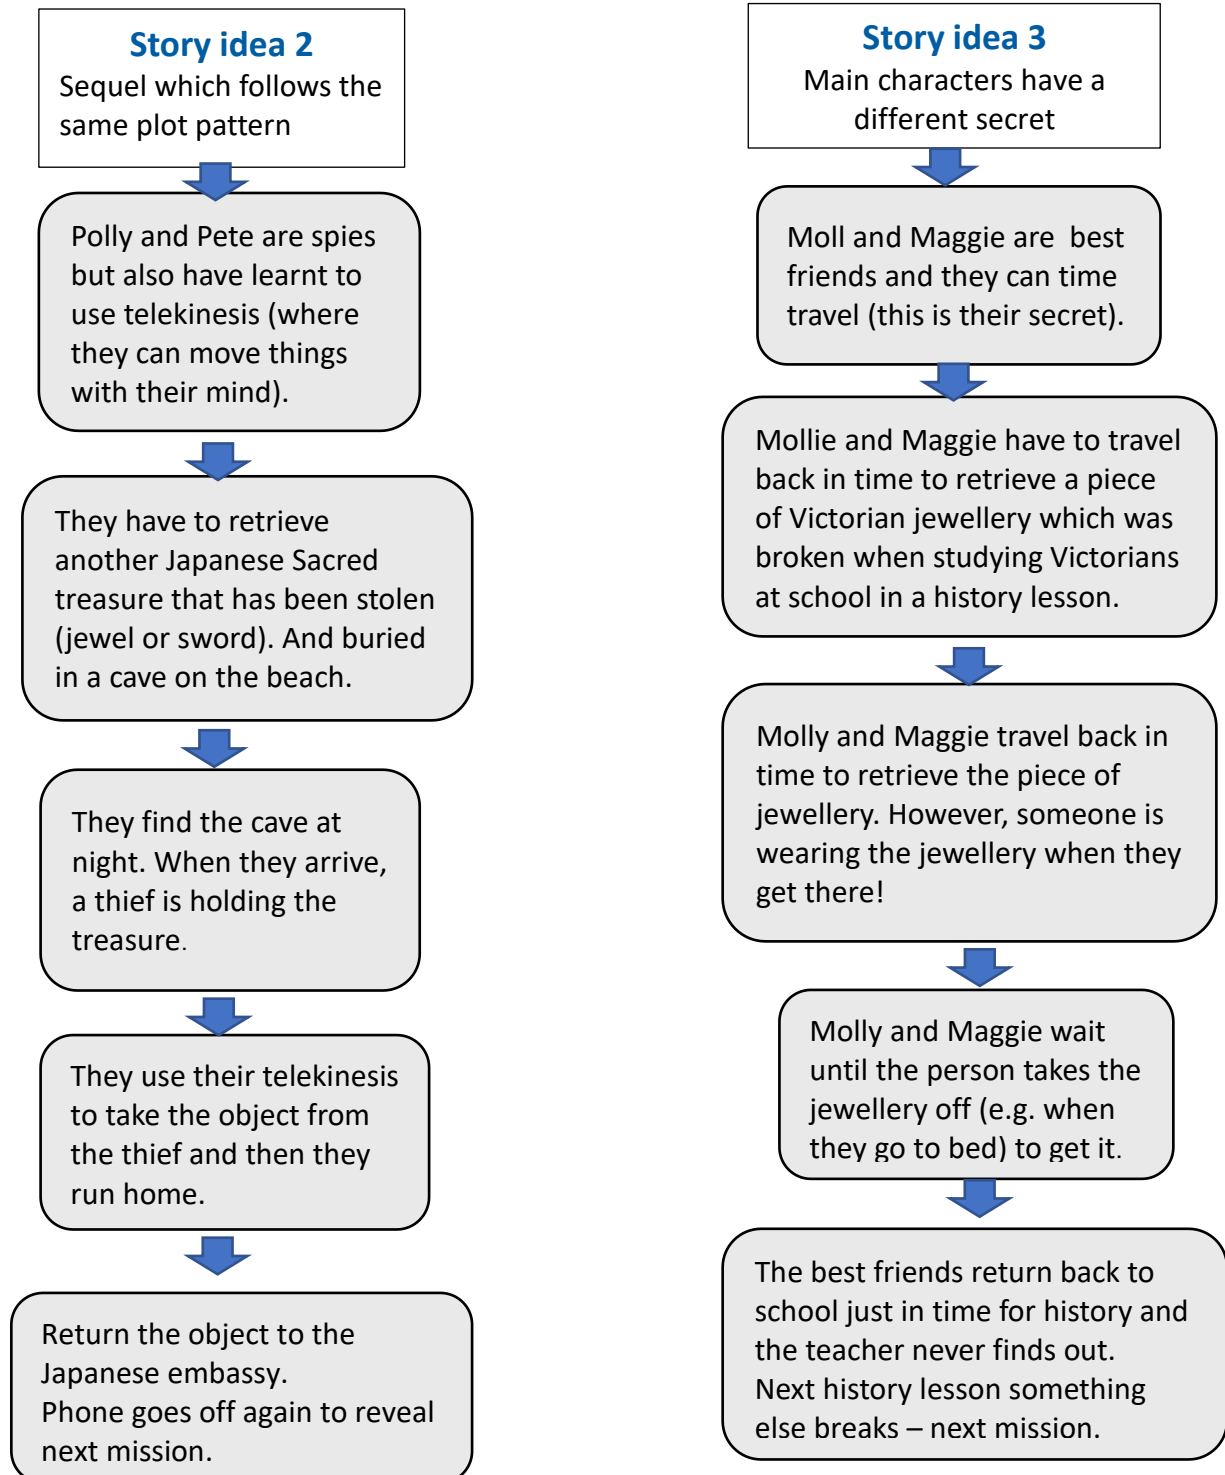 Story idea 2
Sequel which follows the
same plot pattern
Polly and Pete are spies
but also have learnt to
use telekinesis (where
they can move things
with their mind).
They have to retrieve
another Japanese Sacred
treasure that has been stolen
(jewel or sword). And buried
in a cave on the beach.
They find the cave at
night. When they arrive,
a thief is holding the
treasure.
They use their telekinesis
to take the object from
the thief and then they
run home.
Return the object to the
Japanese embassy.
Phone goes off again to reveal
next mission.
Story idea 3
Main characters have a
different secret
Moll and Maggie are best
friends and they can time
travel (this is their secret).
Mollie and Maggie have to travel
back in time to retrieve a piece
of Victorian jewellery which was
broken when studying Victorians
at school in a history lesson.
Molly and Maggie travel back in
time to retrieve the piece of
jewellery. However, someone is
wearing the jewellery when they
get there!
Molly and Maggie wait
until the person takes the
jewellery off (e.g. when
they go to bed) to get it.
The best friends return back to
school just in time for history and
the teacher never finds out.
Next history lesson something
else breaks – next mission.